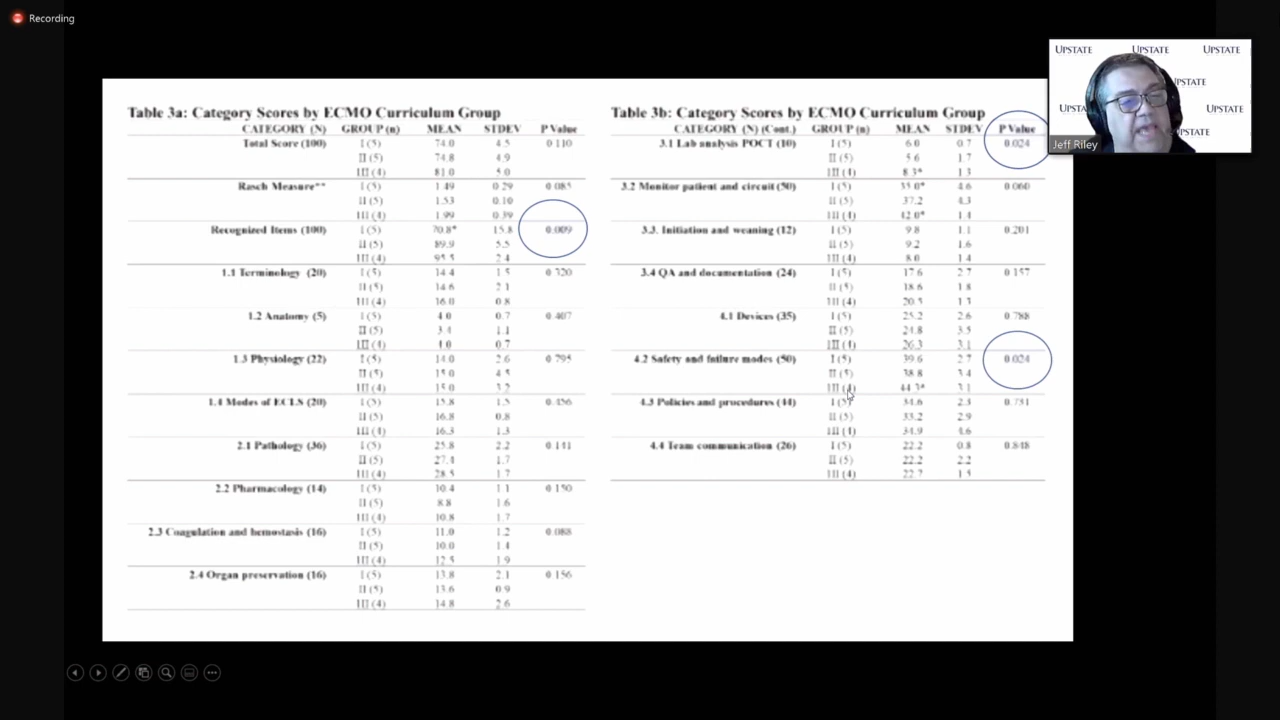 Recording
UPSTATE UPSTATE UPSTATE
UPSTATE
UPSTA UPSTATE
UPSTATE
Jeff Riley
Table 3a: Category Scores by ECMO Curriculum Group
CATEGORY (N) GROUP (n) MEAN STDEV P Value
Total Score (100) I (5) 74.0 4.5 0.110
II (5) 74.8 4.9
III (4) 81.0 5.0
Rasch Measure** I (5) 1.49 0.29 0.085
II (5) 1.53 0.10
III (4) 1.99 0.39
Recognized Items (100) I (5) 70.8* 15.8 0.009
II (5) 89.9 5.5
III (4) 95.5 2.4
1.1 Terminology (20) I (5) 14.4 1.5 0.320
II (5) 14.6 2.1
III (4) 16.0 0.8
1.2 Anatomy (5) I (5) 4.0 0.7 0.407
II (5) 3.4 1.1
III (4) 4.0 0.7
1.3 Physiology (22) I (5) 14.0 2.6 0.795
II (5) 15.0 4.5
III (4) 15.0 3.2
1.4 Modes of ECLS (20) I (5) 15.8 1.5 0.456
II (5) 16.8 0.8
III (4) 16.3 1.3
2.1 Pathology (36) I (5) 25.8 2.2 0.141
II (5) 27.4 1.7
III (4) 28.5 1.7
2.2 Pharmacology (14) I (5) 10.4 1.1 0.150
II (5) 8.8 1.6
III (4) 10.8 1.7
2.3 Coagulation and hemostasis (16) I (5) 11.0 1.2 0.088
II (5) 10.0 1.4
III (4) 12.5 1.9
2.4 Organ preservation (16) I (5) 13.8 2.1 0.156
II (5) 13.6 0.9
III (4) 14.8 2.6
Table 3b: Category Scores by ECMO Curriculum Group
CATEGORY (N) (Cont.) GROUP (n) MEAN STDEV P Value
3.1 Lab analysis POCT (10) I (5) 6.0 0.7 0.024
II (5) 5.6 1.7
III (4) 8.3* 1.3
3.2 Monitor patient and circuit (50) I (5) 35.0* 4.6 0.060
II (5) 37.2 4.3
III (4) 42.0* 1.4
3.3. Initiation and weaning (12) I (5) 9.8 1.1 0.201
II (5) 9.2 1.6
III (4) 8.0 1.4
3.4 QA and documentation (24) I (5) 17.6 2.7 0.157
II (5) 18.6 1.8
III (4) 20.5 1.3
4.1 Devices (35) I (5) 25.2 2.6 0.788
II (5) 24.8 3.5
III (4) 26.3 3.1
4.2 Safety and failure modes (50) I (5) 39.6 2.7 0.024
II (5) 38.8 3.4
III (4) 44.3* 3.1
4.3 Policies and procedures (44) I (5) 34.6 2.3 0.731
II (5) 33.2 2.9
III (4) 34.9 4.6
4.4 Team communication (26) I (5) 22.2 0.8 0.848
II (5) 22.2 2.2
III (4) 22.7 1.5